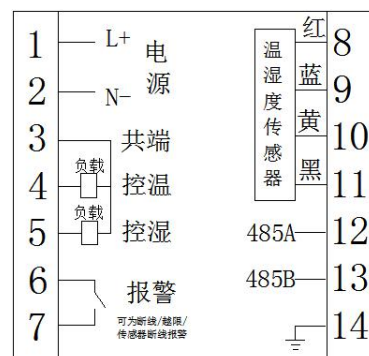 1 L+ 电源
2 N-
3 共端
负载
4 控温
负载
5 控湿
6 报警
7 可为断线/越限/
传感器断线报警
温湿度传感器
红 8
蓝 9
黄 10
黑 11
485A 12
485B 13
14